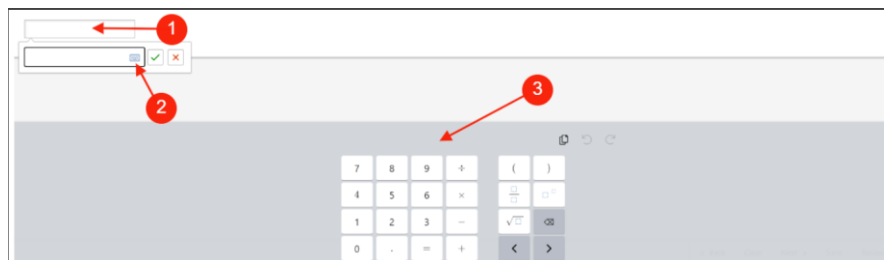 1
2
3
7 8 9 ÷ ( )
4 5 6 ×
1 2 3 − √
0 . = + < >